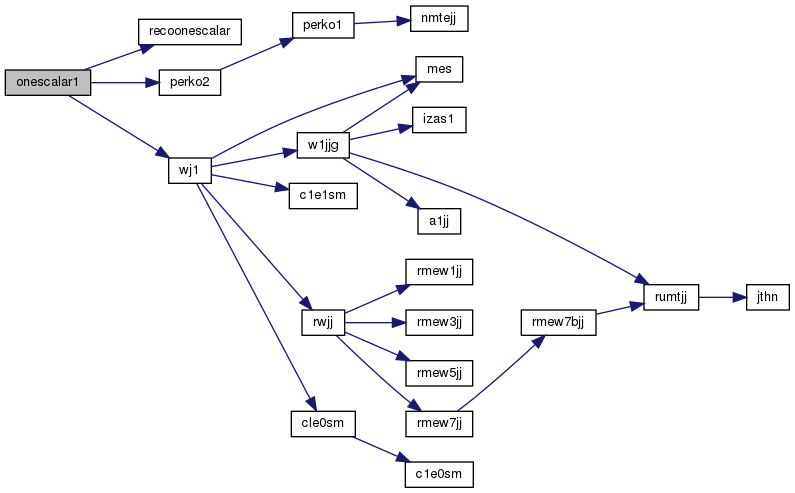 onescalar1
recoonescalar
perko2
perko1
nmtejj
wj1
mes
w1jjg
izas1
c1e1sm
a1jj
rwjj
rmew1jj
rmew3jj
rmew5jj
rmew7jj
rmew7bjj
rumtjj
jthn
cle0sm
c1e0sm